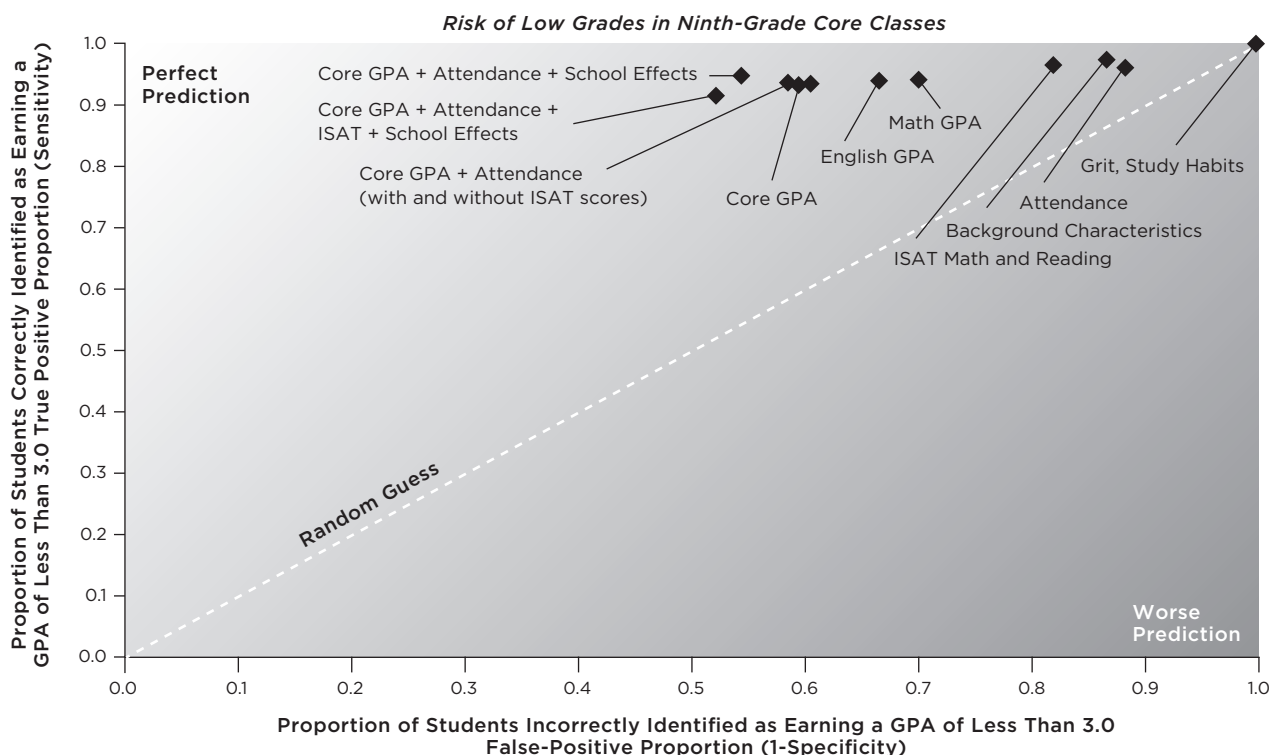 Risk of Low Grades in Ninth-Grade Core Classes
Proportion of Students Correctly Identified as Earning a
GPA of Less Than 3.0 True Positive Proportion (Sensitivity)
1.0
0.9
0.8
0.7
0.6
0.5
0.4
0.3
0.2
0.1
0.0
Perfect
Prediction
Core GPA + Attendance + School Effects
Core GPA + Attendance +
ISAT + School Effects
Core GPA + Attendance
(with and without ISAT scores)
Core GPA
English GPA
Math GPA
Grit, Study Habits
Attendance
Background Characteristics
ISAT Math and Reading
Random Guess
Worse
Prediction
0.0 0.1 0.2 0.3 0.4 0.5 0.6 0.7 0.8 0.9 1.0
Proportion of Students Incorrectly Identified as Earning a GPA of Less Than 3.0
False-Positive Proportion (1-Specificity)